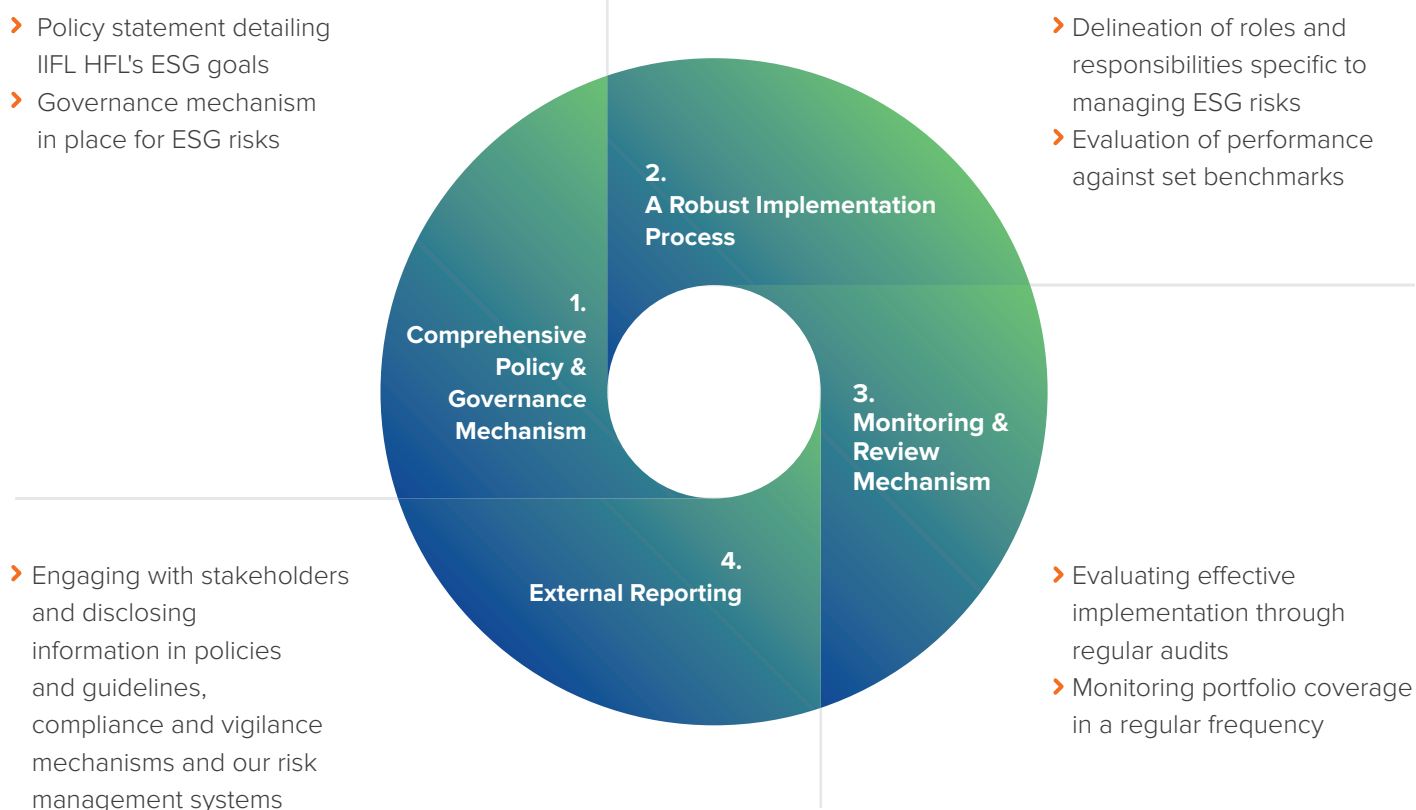 Policy statement detailing
IIFL HFL's ESG goals
Governance mechanism
in place for ESG risks
1.
Comprehensive
Policy &
Governance
Mechanism
2.
A Robust Implementation
Process
Delineation of roles and
responsibilities specific to
managing ESG risks
Evaluation of performance
against set benchmarks
3.
Monitoring &
Review
Mechanism
Evaluating effective
implementation through
regular audits
Monitoring portfolio coverage
in a regular frequency
4.
External Reporting
Engaging with stakeholders
and disclosing
information in policies
and guidelines,
compliance and vigilance
mechanisms and our risk
management systems